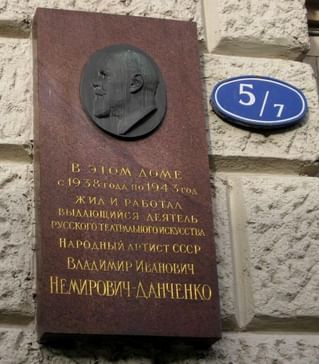 5/7
В ЭТОМ ДОМЕ
С 1938 ГОДА ПО 1943 ГОД
ЖИЛ И РАБОТАЛ
ВЫДАЮЩИЙСЯ ДЕЯТЕЛЬ
РУССКОГО ТЕАТРАЛЬНОГО ИСКУССТВА
НАРОДНЫЙ АРТИСТ СССР
ВЛАДИМИР ИВАНОВИЧ
НЕМИРОВИЧ-ДАНЧЕНКО